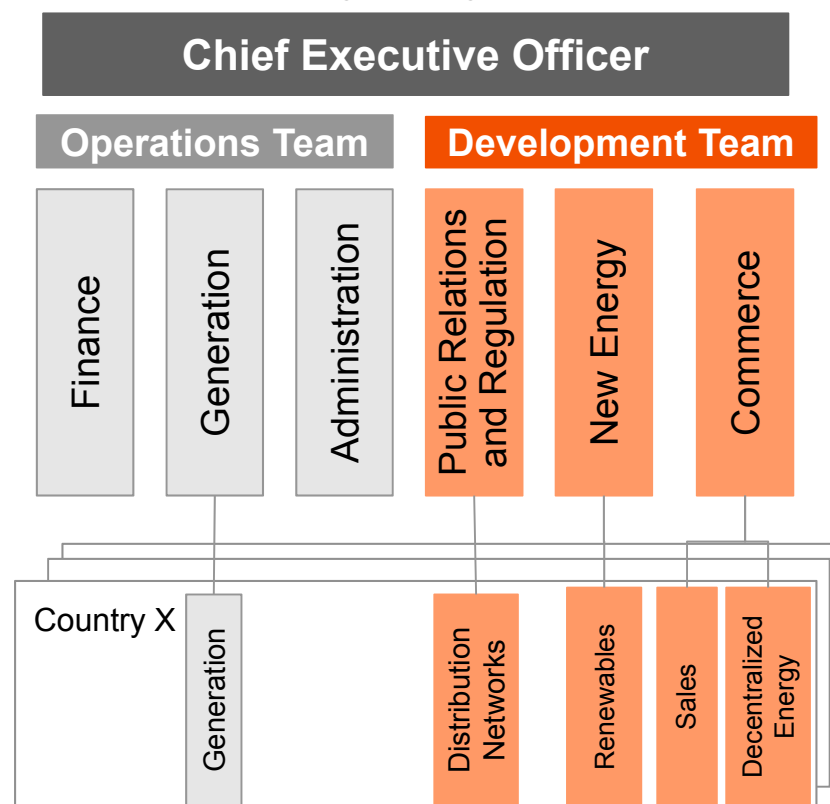 Chief Executive Officer
Operations Team
Development Team
Finance
Generation
Administration
Public Relations
and Regulation
New Energy
Commerce
Country X
Generation
Distribution
Networks
Renewables
Sales
Decentralized
Energy